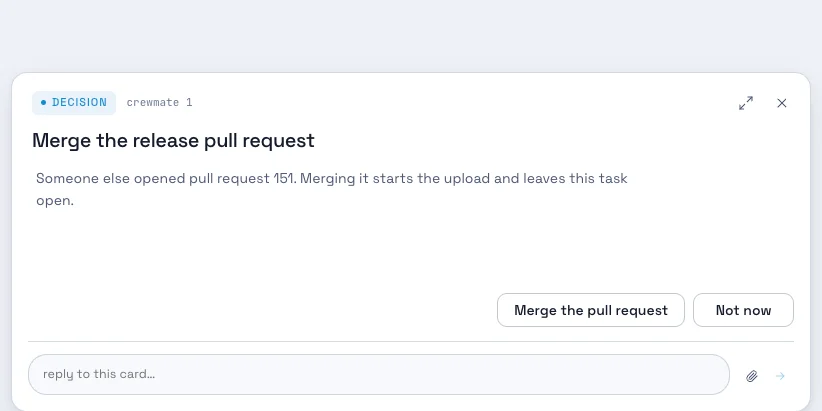 DECISION crewmate 1
Merge the release pull request
Someone else opened pull request 151. Merging it starts the upload and leaves this task
open.
Merge the pull request Not now
reply to this card...